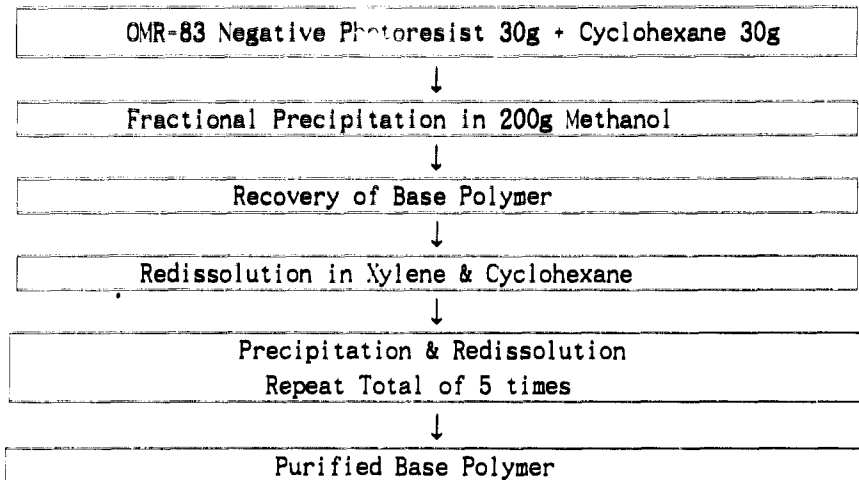 OMR-83 Negative Photoresist 30g + Cyclohexane 30g
↓
Fractional Precipitation in 200g Methanol
↓
Recovery of Base Polymer
↓
Redissolution in Xylene & Cyclohexane
↓
Precipitation & Redissolution
Repeat Total of 5 times
↓
Purified Base Polymer